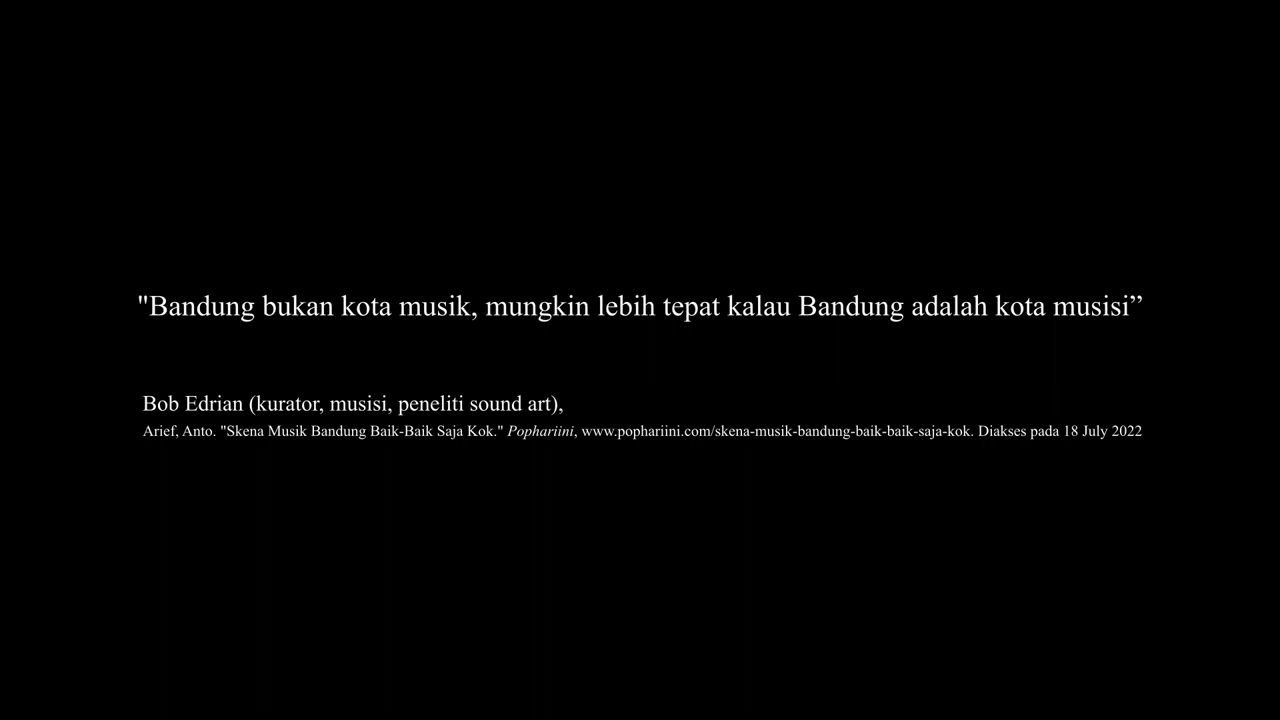 "Bandung bukan kota musik, mungkin lebih tepat kalau Bandung adalah kota musisi”
Bob Edrian (kurator, musisi, peneliti sound art),
Arief, Anto. "Skena Musik Bandung Baik-Baik Saja Kok." Pophariini, www.pophariini.com/skena-musik-bandung-baik-baik-saja-kok. Diakses pada 18 July 2022